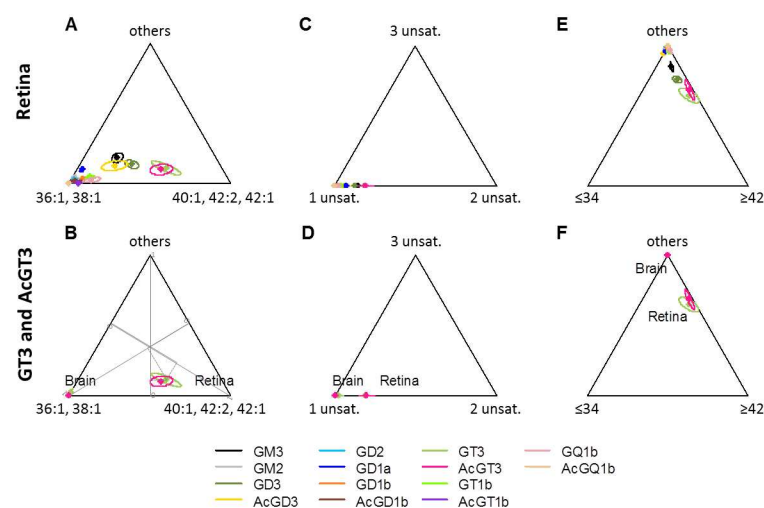 A
others
C
3 unsat.
E
others
Retina
36:1, 38:1
40:1, 42:2, 42:1
1 unsat.
2 unsat.
≤34
≥42
B
others
D
3 unsat.
F
others
GT3 and AcGT3
Brain
Retina
Brain
Retina
Brain
Retina
36:1, 38:1
40:1, 42:2, 42:1
1 unsat.
2 unsat.
≤34
≥42
GM3
GD2
GT3
GQ1b
GM2
GD1a
AcGT3
AcGQ1b
GD3
GD1b
GT1b
AcGD3
AcGD1b
AcGT1b